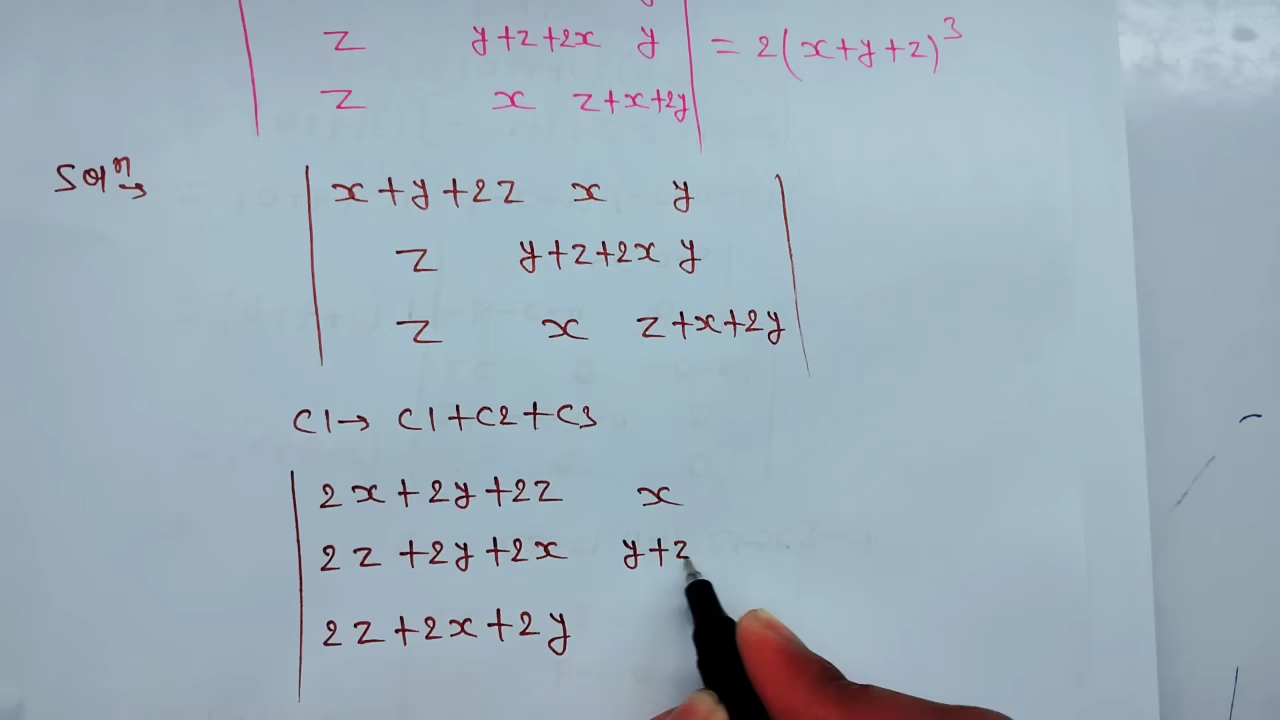 z y+z+2x y = 2(x+y+z)³
z x z+x+2y
Solⁿ→
x+y+2z x y
z y+z+2x y
z x z+x+2y
C1→ C1+C2+C3
2x+2y+2z x
2z+2y+2x y+z
2z+2x+2y